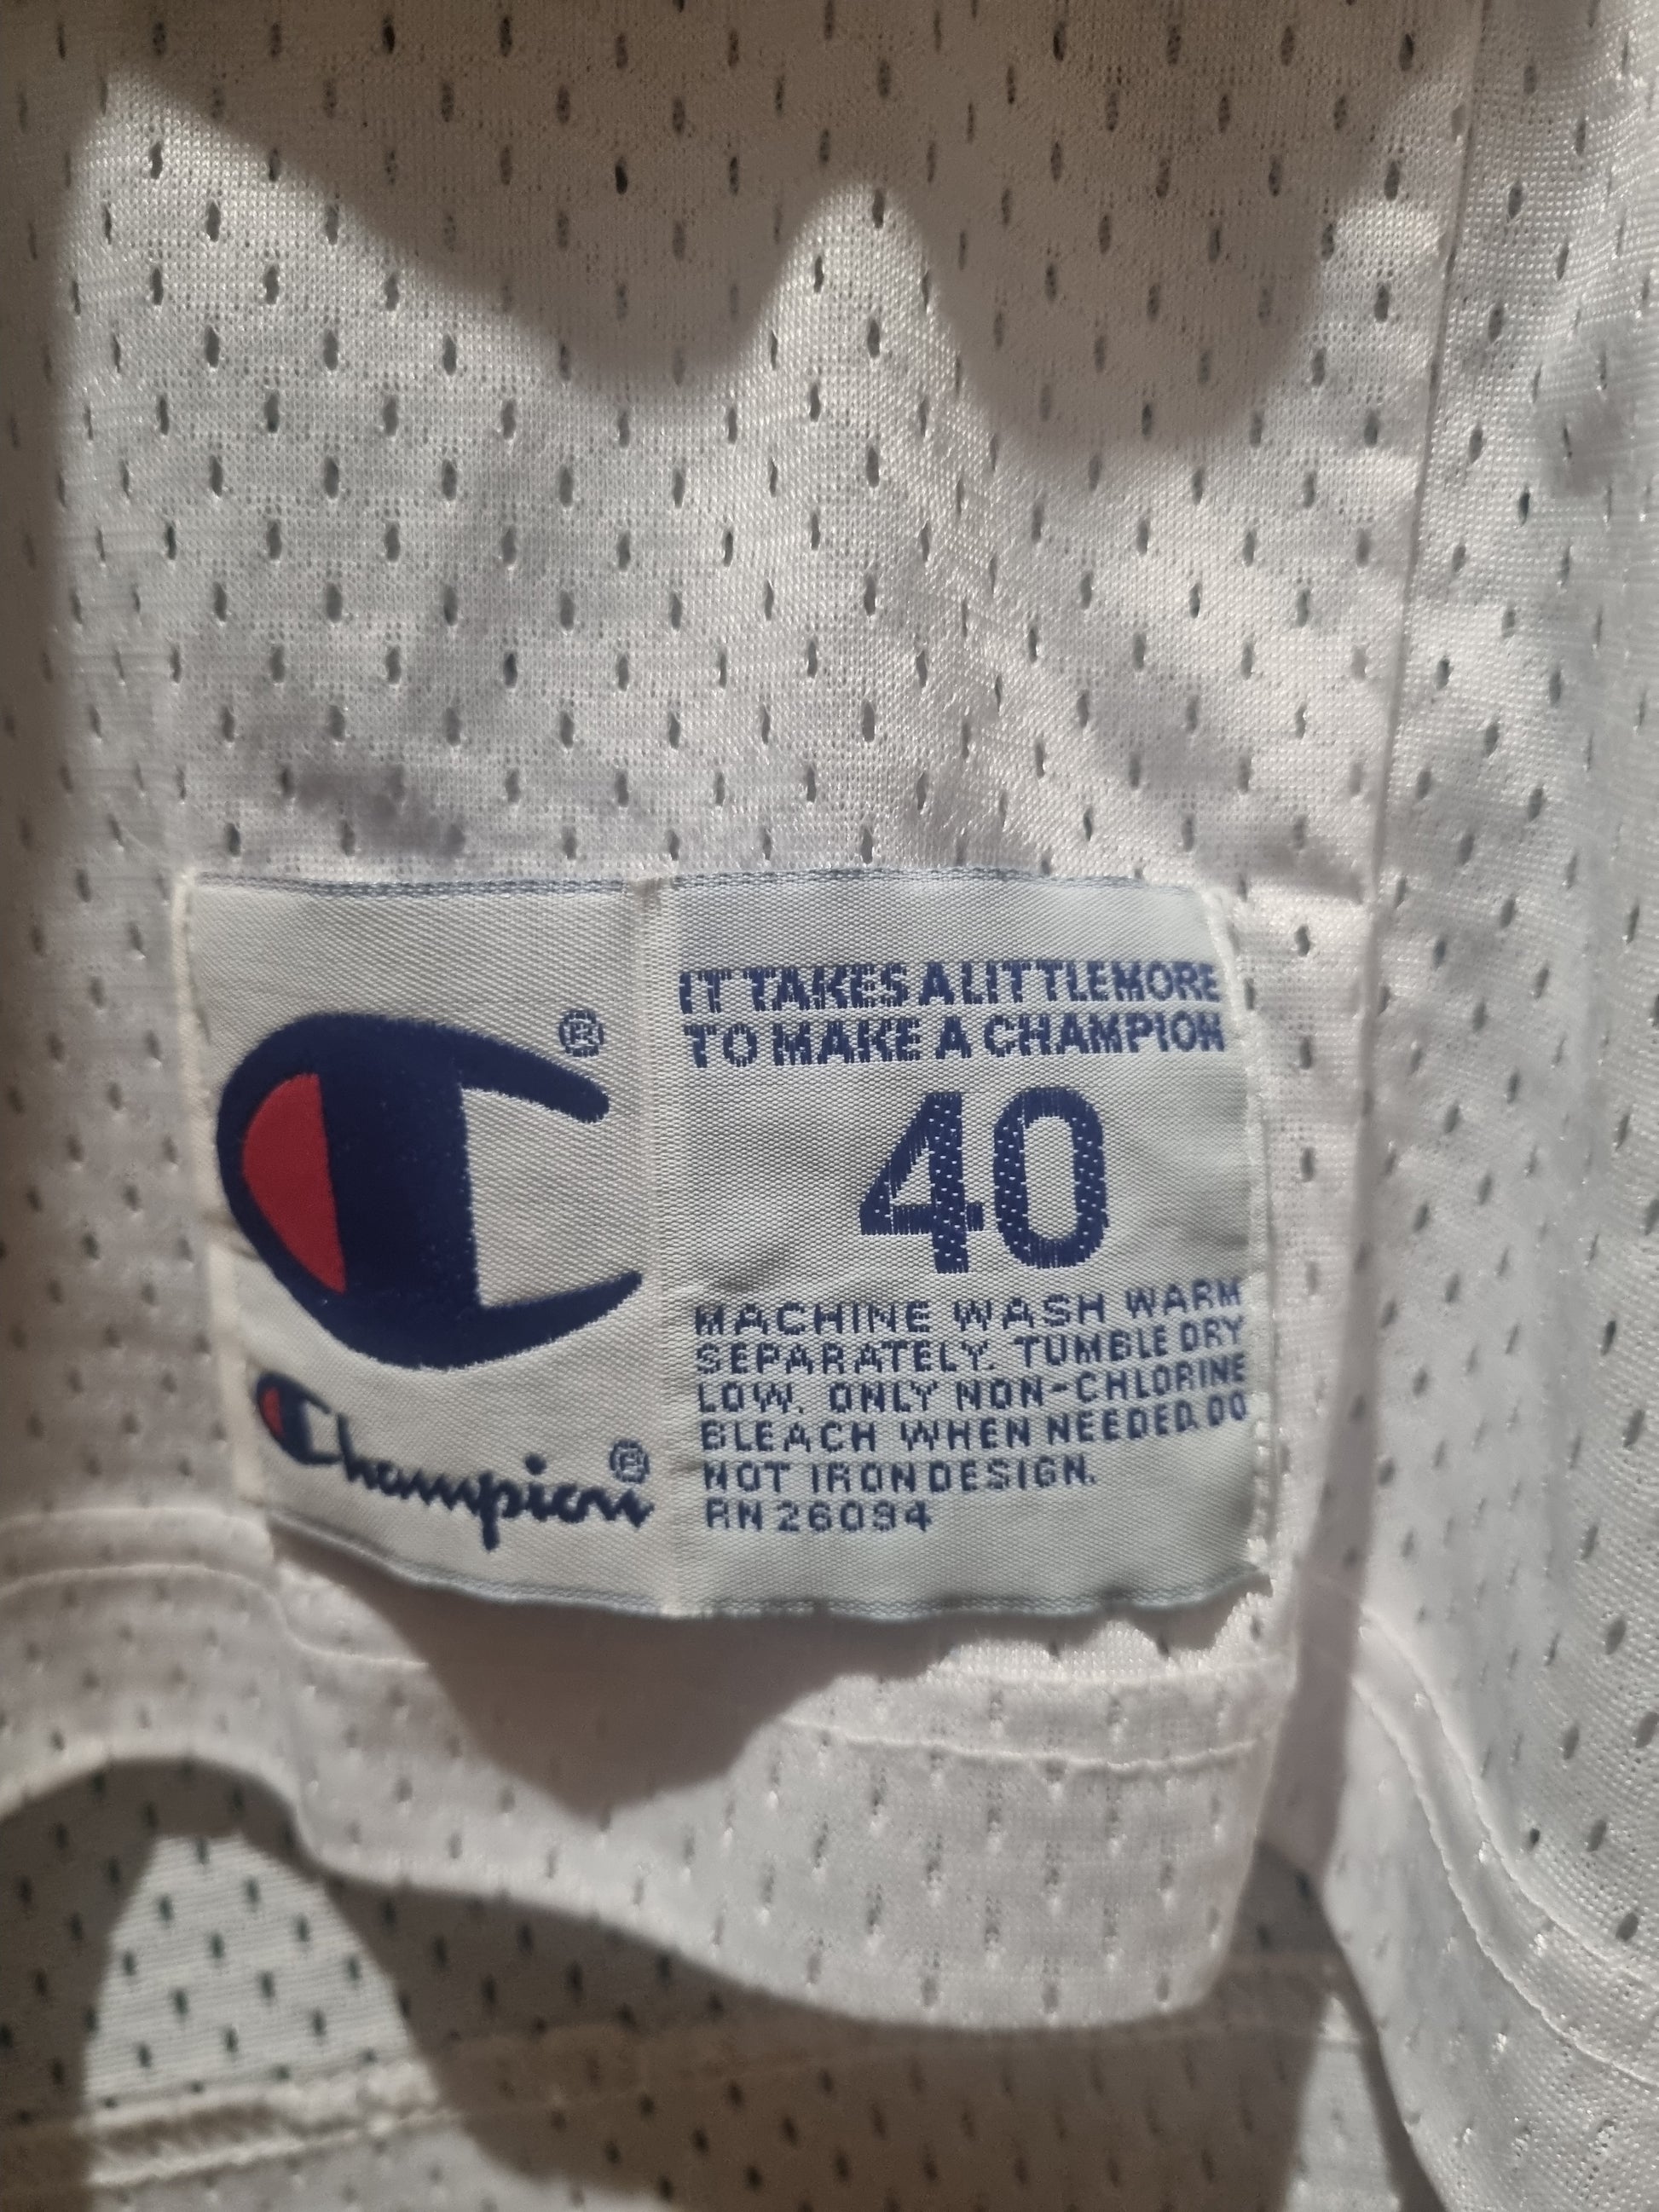 ®
Champion®
IT TAKES A LITTLE MORE
TO MAKE A CHAMPION
40
MACHINE WASH WARM
SEPARATELY. TUMBLE DRY
LOW. ONLY NON-CHLORINE
BLEACH WHEN NEEDED. DO
NOT IRON DESIGN.
RN 26094